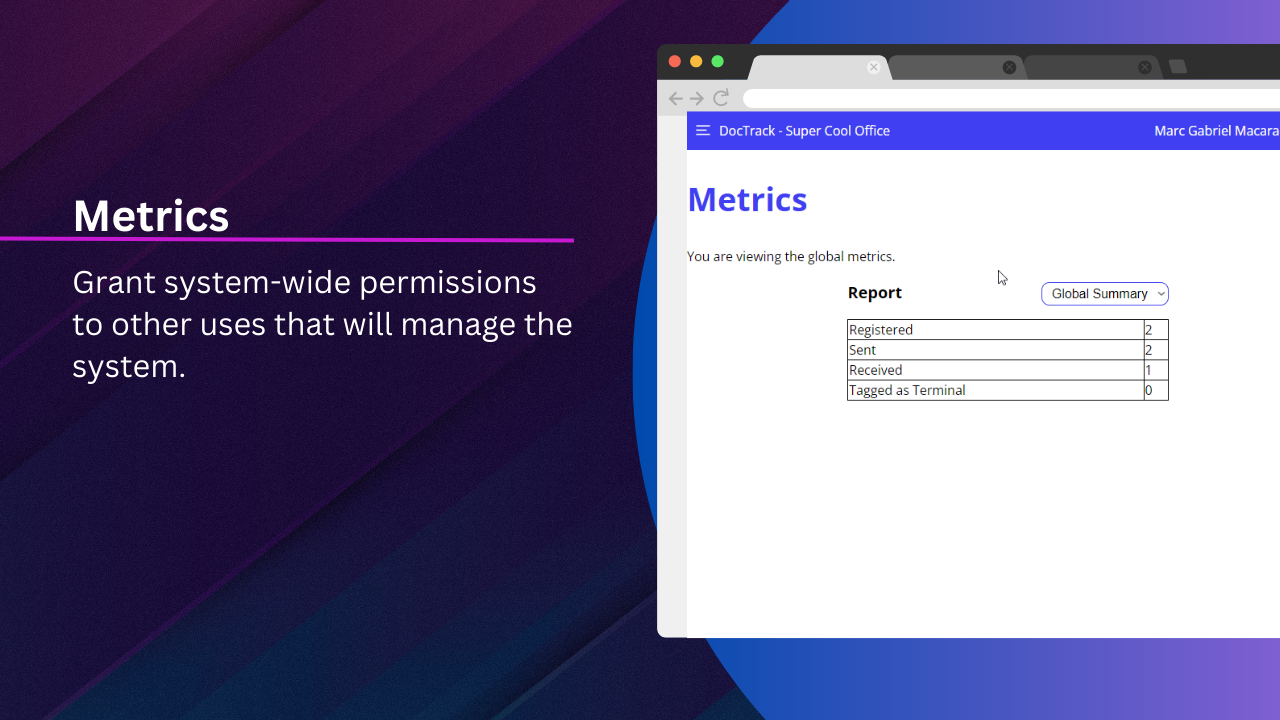 Metrics
Grant system-wide permissions
to other uses that will manage the
system.
DocTrack - Super Cool Office
Marc Gabriel Macara
Metrics
You are viewing the global metrics.
Report
Global Summary
Registered 2
Sent 2
Received 1
Tagged as Terminal 0